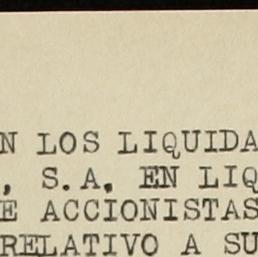 N LOS LIQUIDA
, S.A. EN LIQ
E ACCIONISTAS
RELATIVO A SU